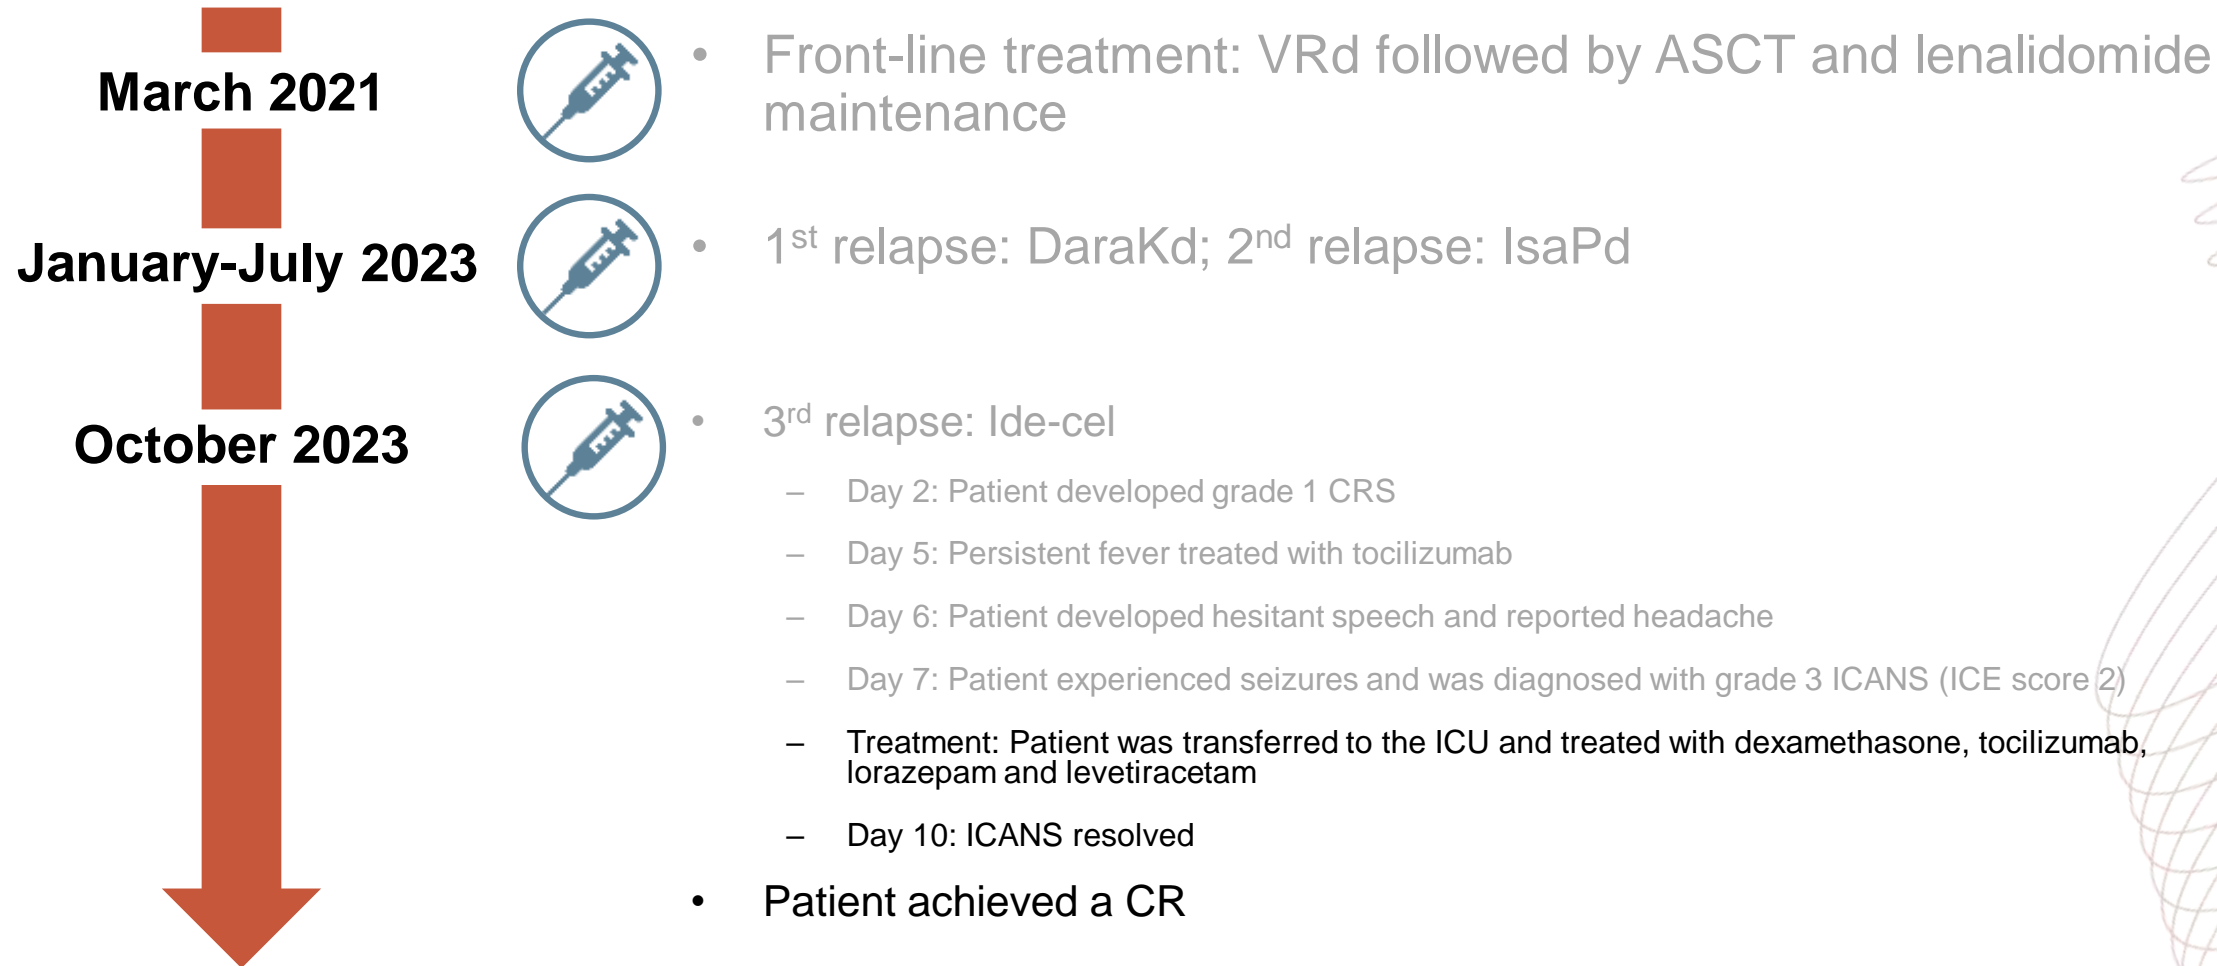 March 2021
• Front-line treatment: VRd followed by ASCT and lenalidomide
maintenance
January-July 2023
• 1st relapse: DaraKd; 2nd relapse: IsaPd
October 2023
• 3rd relapse: Ide-cel
– Day 2: Patient developed grade 1 CRS
– Day 5: Persistent fever treated with tocilizumab
– Day 6: Patient developed hesitant speech and reported headache
– Day 7: Patient experienced seizures and was diagnosed with grade 3 ICANS (ICE score 2)
– Treatment: Patient was transferred to the ICU and treated with dexamethasone, tocilizumab,
lorazepam and levetiracetam
– Day 10: ICANS resolved
• Patient achieved a CR